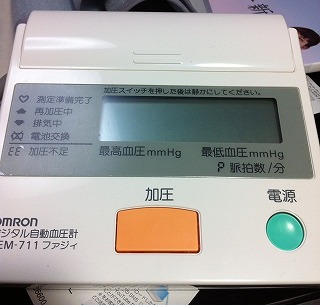 加圧スイッチを押した後は静かにしてください。
測定準備完了
再加圧中
排気中
電池交換
EE 加圧不足
最高血圧mmHg 最低血圧mmHg
P 脈拍数/分
加圧 電源
OMRON
デジタル自動血圧計
HEM-711 ファジィ